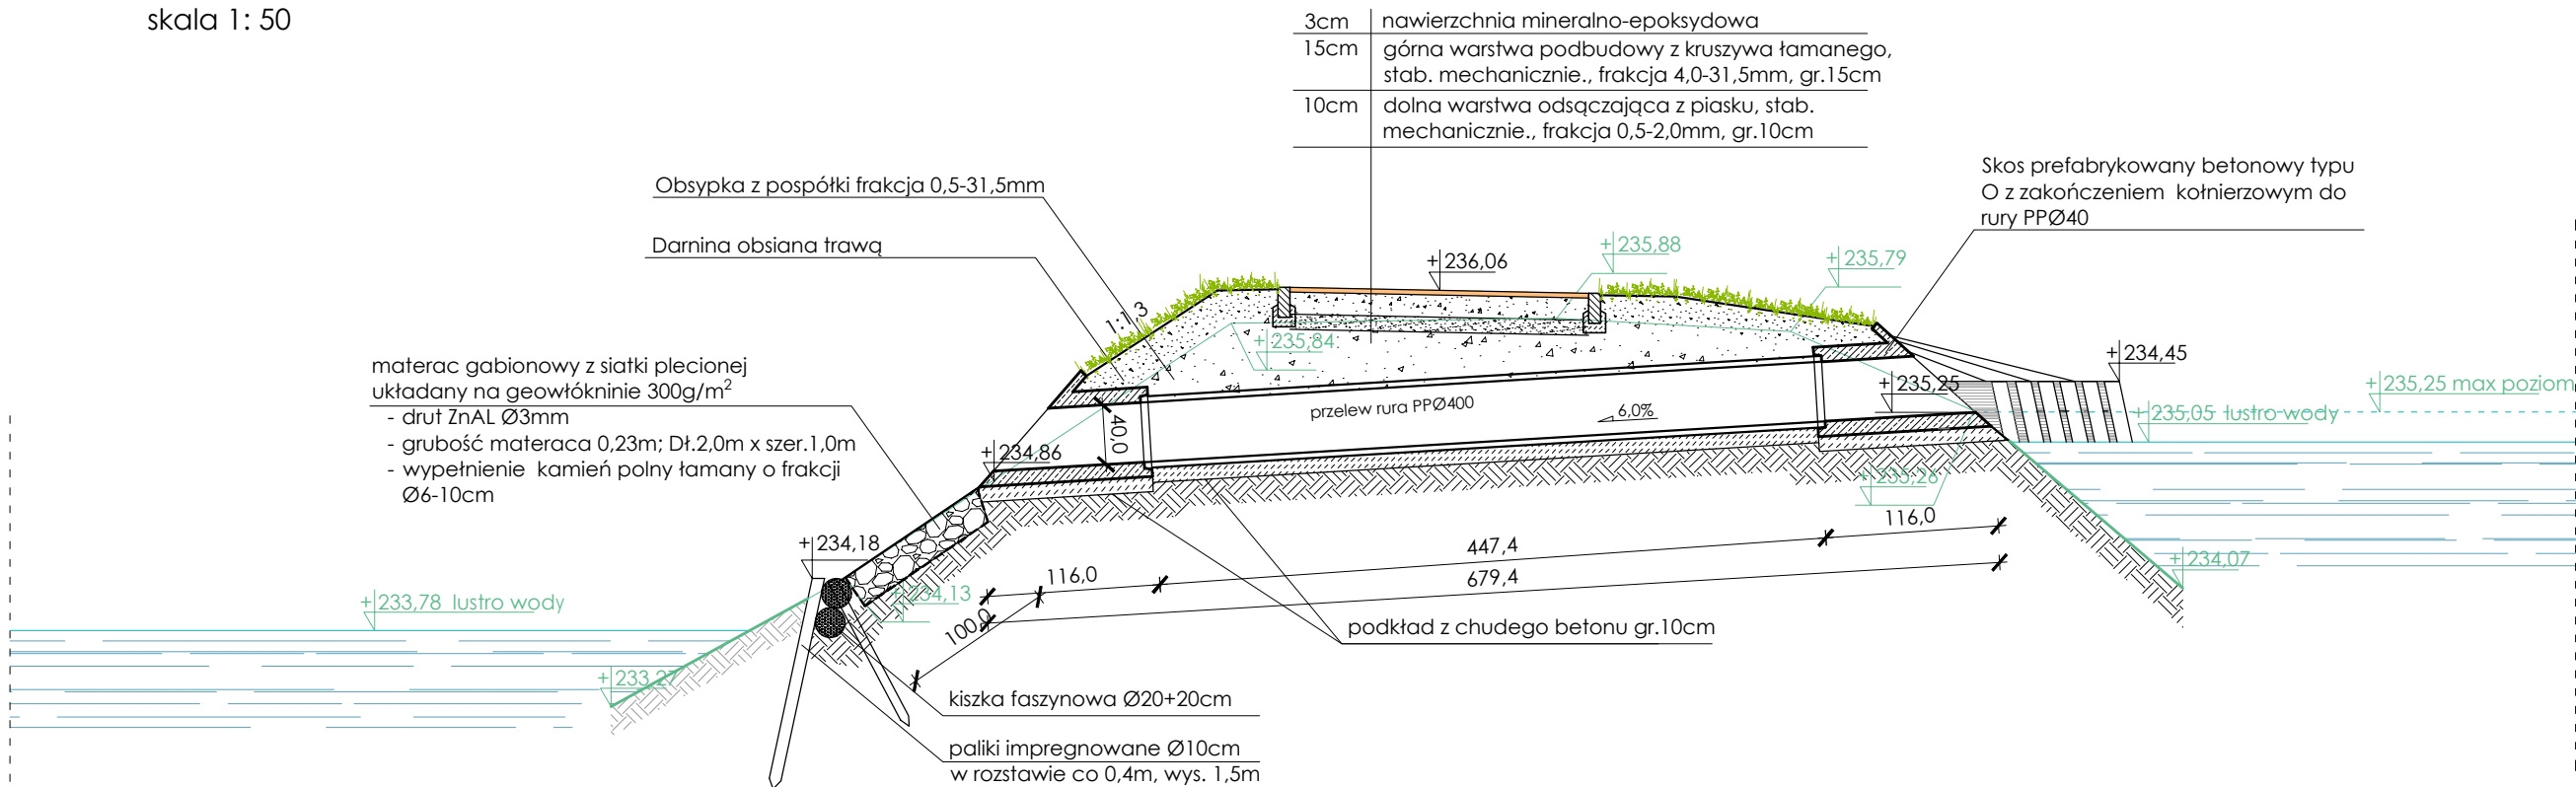 skala 1: 50
3cm nawierzchnia mineralno-epoksydowa
15cm górna warstwa podbudowy z kruszywa łamanego,
stab. mechanicznie., frakcja 4,0-31,5mm, gr.15cm
10cm dolna warstwa odsączająca z piasku, stab.
mechanicznie., frakcja 0,5-2,0mm, gr.10cm
Skos prefabrykowany betonowy typu
O z zakończeniem kołnierzowym do
rury PPØ40
Obsypka z pospółki frakcja 0,5-31,5mm
Darnina obsiana trawą
+235,88
+236,06
+235,79
1:1,3
+235,84
+234,45
materac gabionowy z siatki plecionej
układany na geowłókninie 300g/m²
- drut ZnAL Ø3mm
- grubość materaca 0,23m; Dł.2,0m x szer.1,0m
- wypełnienie kamień polny łamany o frakcji
Ø6-10cm
+235,25
+235,25 max poziom
+235,05 lustro wody
przelew rura PPØ400
6,0%
40,0
+234,86
+235,26
116,0
+234,18
447,4
+234,07
116,0
679,4
+234,13
+233,78 lustro wody
100,0
podkład z chudego betonu gr.10cm
+233,27
kiszka faszynowa Ø20+20cm
paliki impregnowane Ø10cm
w rozstawie co 0,4m, wys. 1,5m